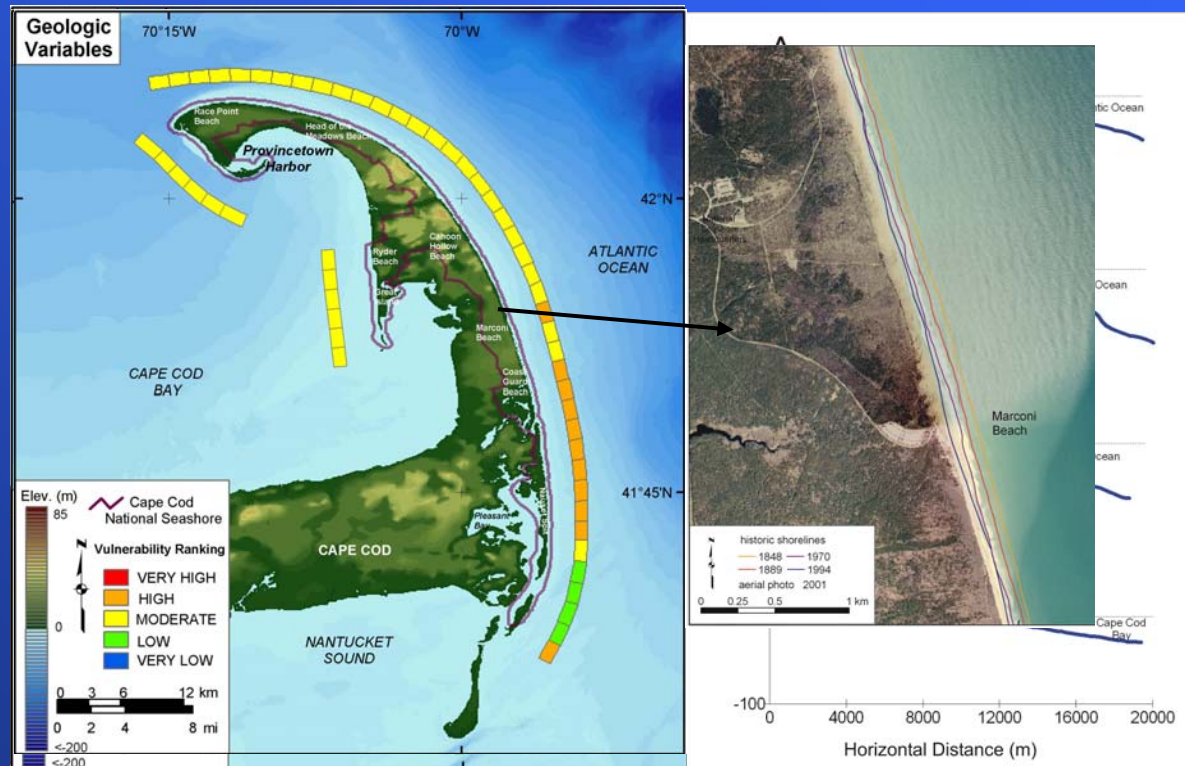 Geologic
Variables
70°15'W
70°W
Race Point
Beach
Head of the
Meadows Beach
Provincetown
Harbor
42°N
ATLANTIC
OCEAN
Ryder
Beach
Cahoon
Hollow
Beach
Great
Marconi
Beach
Coast
Guard
Beach
CAPE COD
BAY
41°45'N
Pleasant
Bay
CAPE COD
NANTUCKET
SOUND
Elev. (m)
85
0
<-200
<-200
Cape Cod
National Seashore
N
Vulnerability Ranking
VERY HIGH
HIGH
MODERATE
LOW
VERY LOW
0 3 6 12 km
0 2 4 8 mi
Marconi
Beach
N
historic shorelines
1848 1970
1889 1994
aerial photo 2001
0 0.25 0.5 1 km
tic Ocean
Ocean
cean
Cape Cod
Bay
-100
0 4000 8000 12000 16000 20000
Horizontal Distance (m)